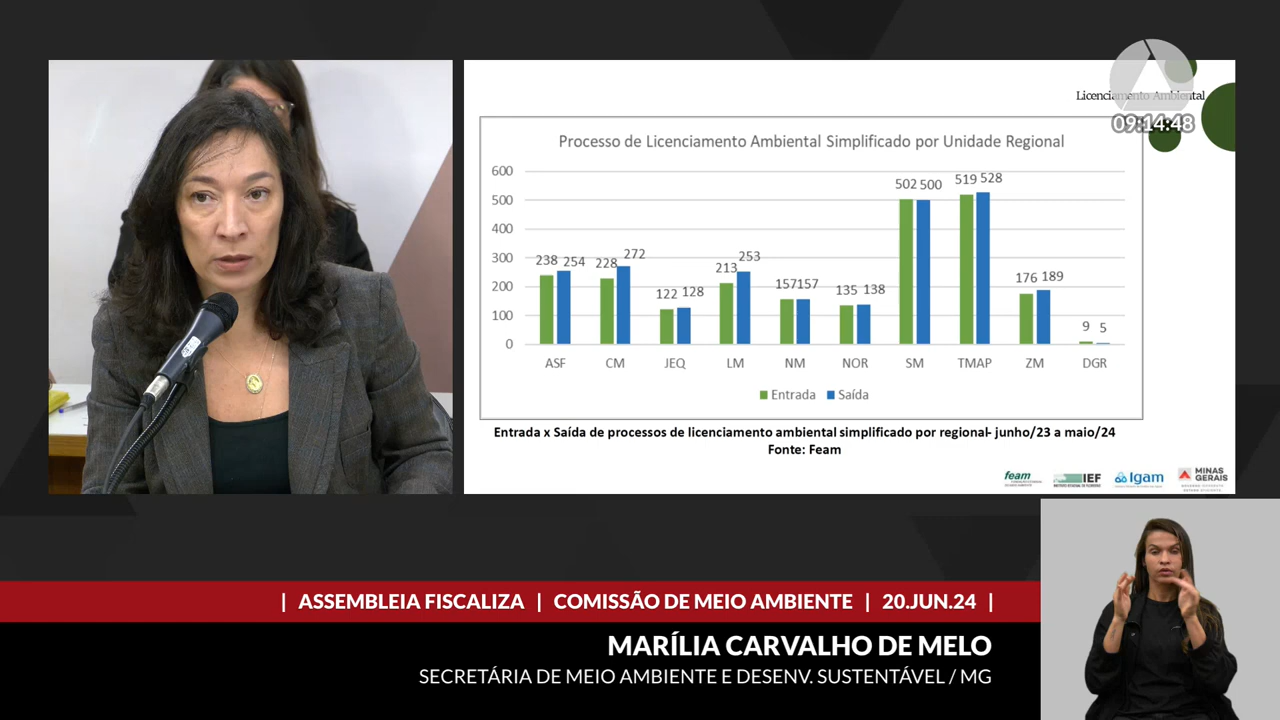 Licenciamento Ambiental
09:14:48
Processo de Licenciamento Ambiental Simplificado por Unidade Regional
600
500
400
300
200
100
0
238 254
228 272
122 128
213 253
157 157
135 138
502 500
519 528
176 189
9 5
ASF CM JEQ LM NM NOR SM TMAP ZM DGR
Entrada Saída
Entrada x Saída de processos de licenciamento ambiental simplificado por regional- junho/23 a maio/24
Fonte: Feam
feam IEF Igam MINAS GERAIS
| ASSEMBLEIA FISCALIZA | COMISSÃO DE MEIO AMBIENTE | 20.JUN.24 |
MARÍLIA CARVALHO DE MELO
SECRETÁRIA DE MEIO AMBIENTE E DESENV. SUSTENTÁVEL / MG